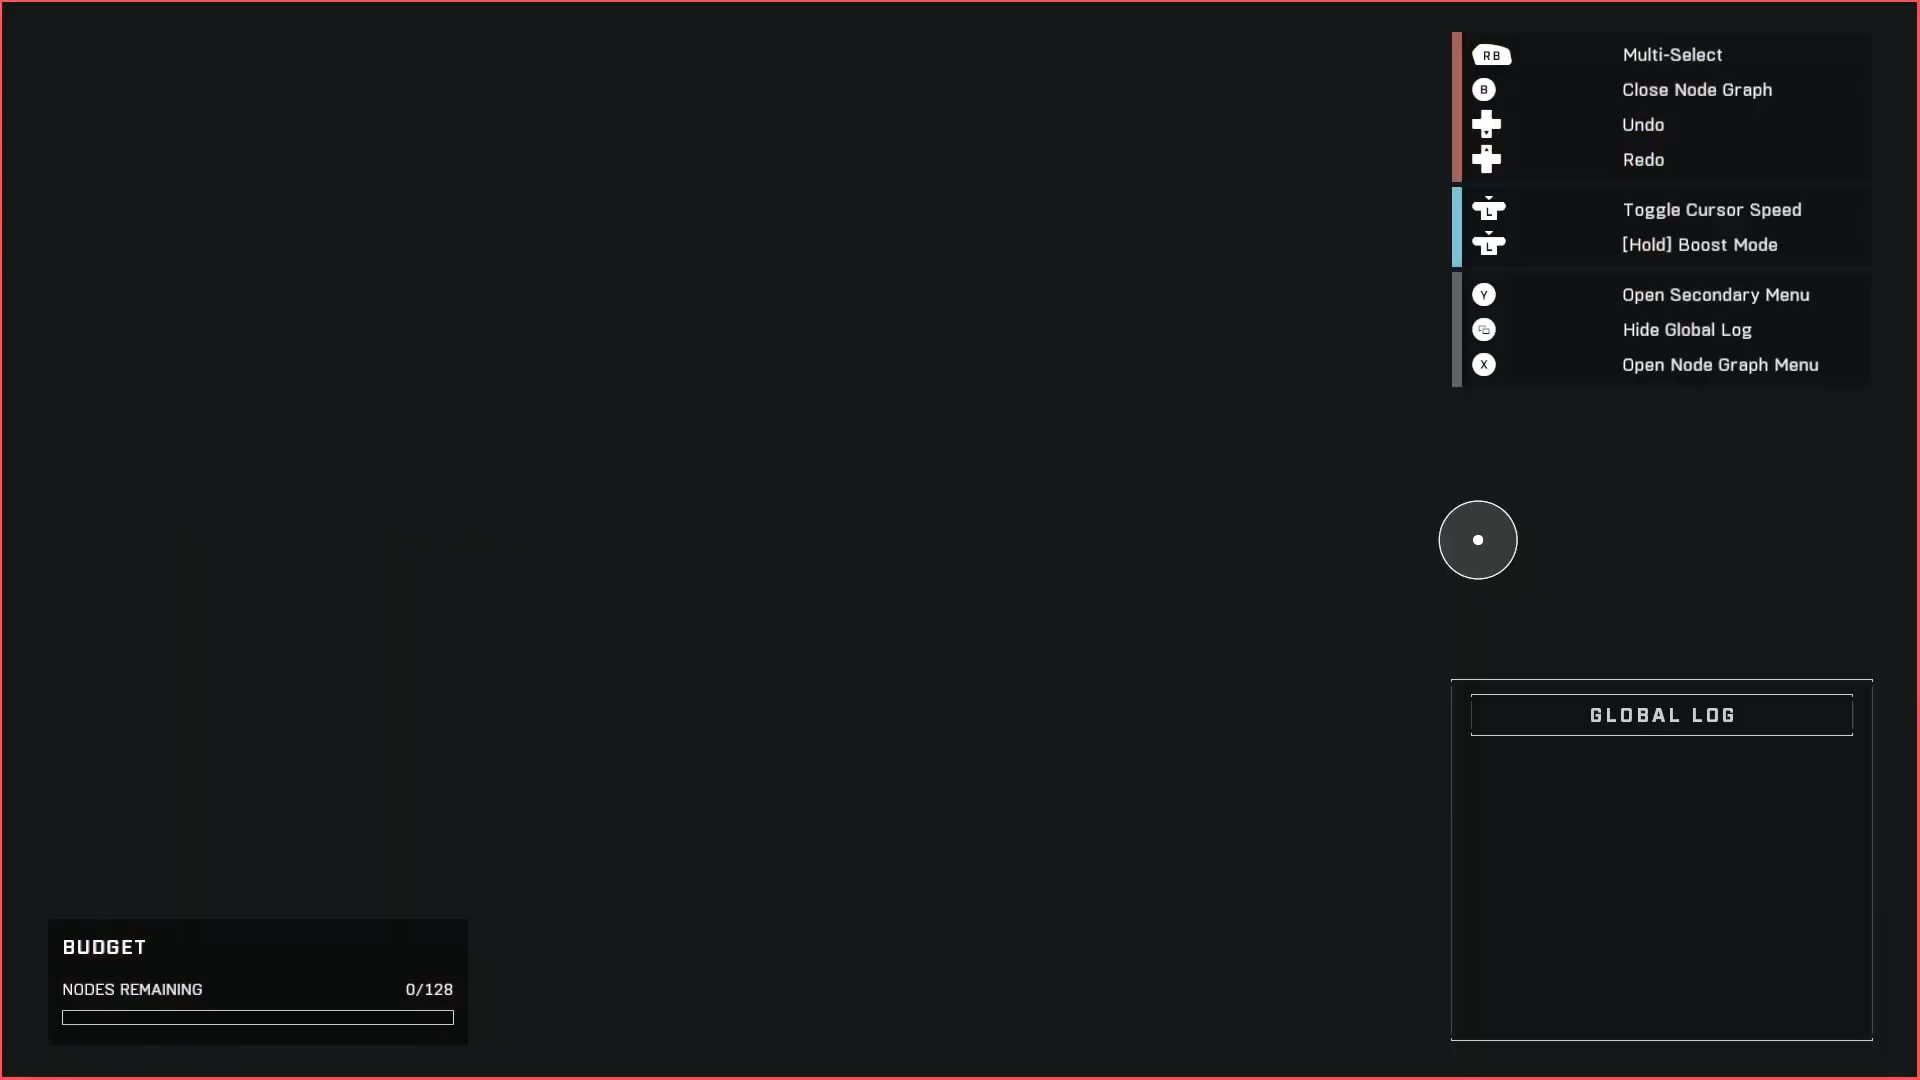 RB Multi-Select
B Close Node Graph
Undo
Redo
L Toggle Cursor Speed
L [Hold] Boost Mode
Y Open Secondary Menu
Hide Global Log
X Open Node Graph Menu
GLOBAL LOG
BUDGET
NODES REMAINING 0/128